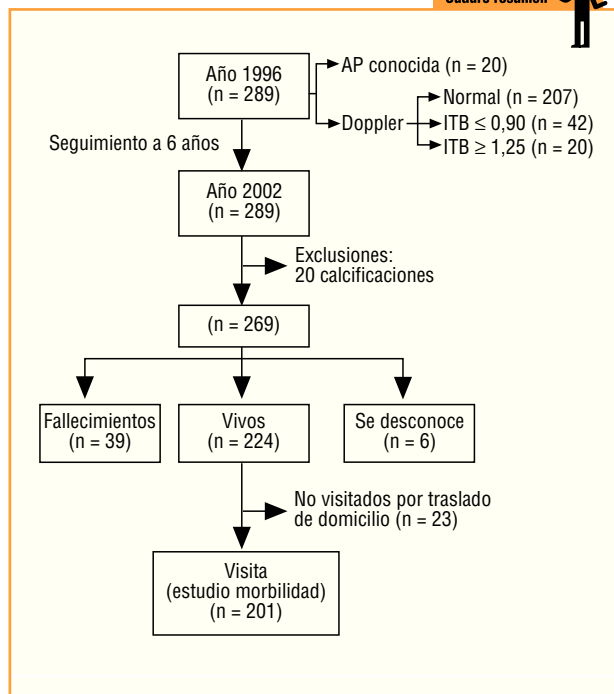 Cuadro resumen
Año 1996
(n = 289)
AP conocida (n = 20)
Doppler
Normal (n = 207)
ITB ≤ 0,90 (n = 42)
ITB ≥ 1,25 (n = 20)
Seguimiento a 6 años
Año 2002
(n = 289)
Exclusiones:
20 calcificaciones
(n = 269)
Fallecimientos
(n = 39)
Vivos
(n = 224)
Se desconoce
(n = 6)
No visitados por traslado
de domicilio (n = 23)
Visita
(estudio morbilidad)
(n = 201)